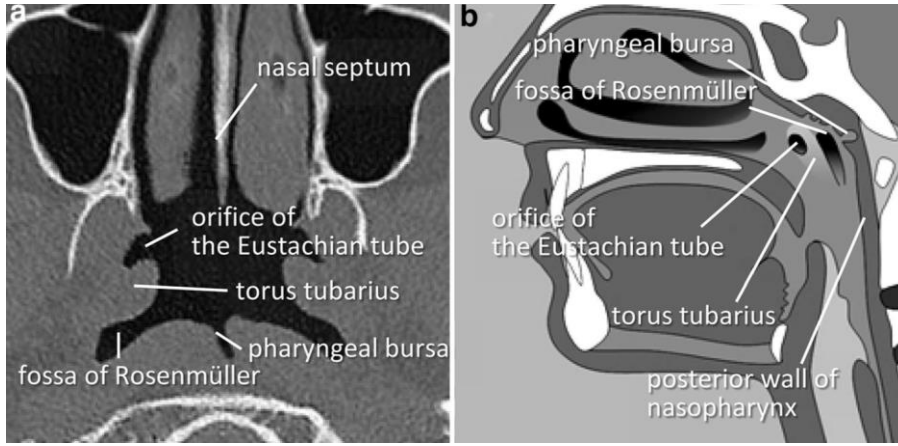 a
nasal septum
orifice of
the Eustachian tube
torus tubarius
pharyngeal bursa
fossa of Rosenmüller
b
pharyngeal bursa
fossa of Rosenmüller
orifice of
the Eustachian tube
torus tubarius
posterior wall of
nasopharynx